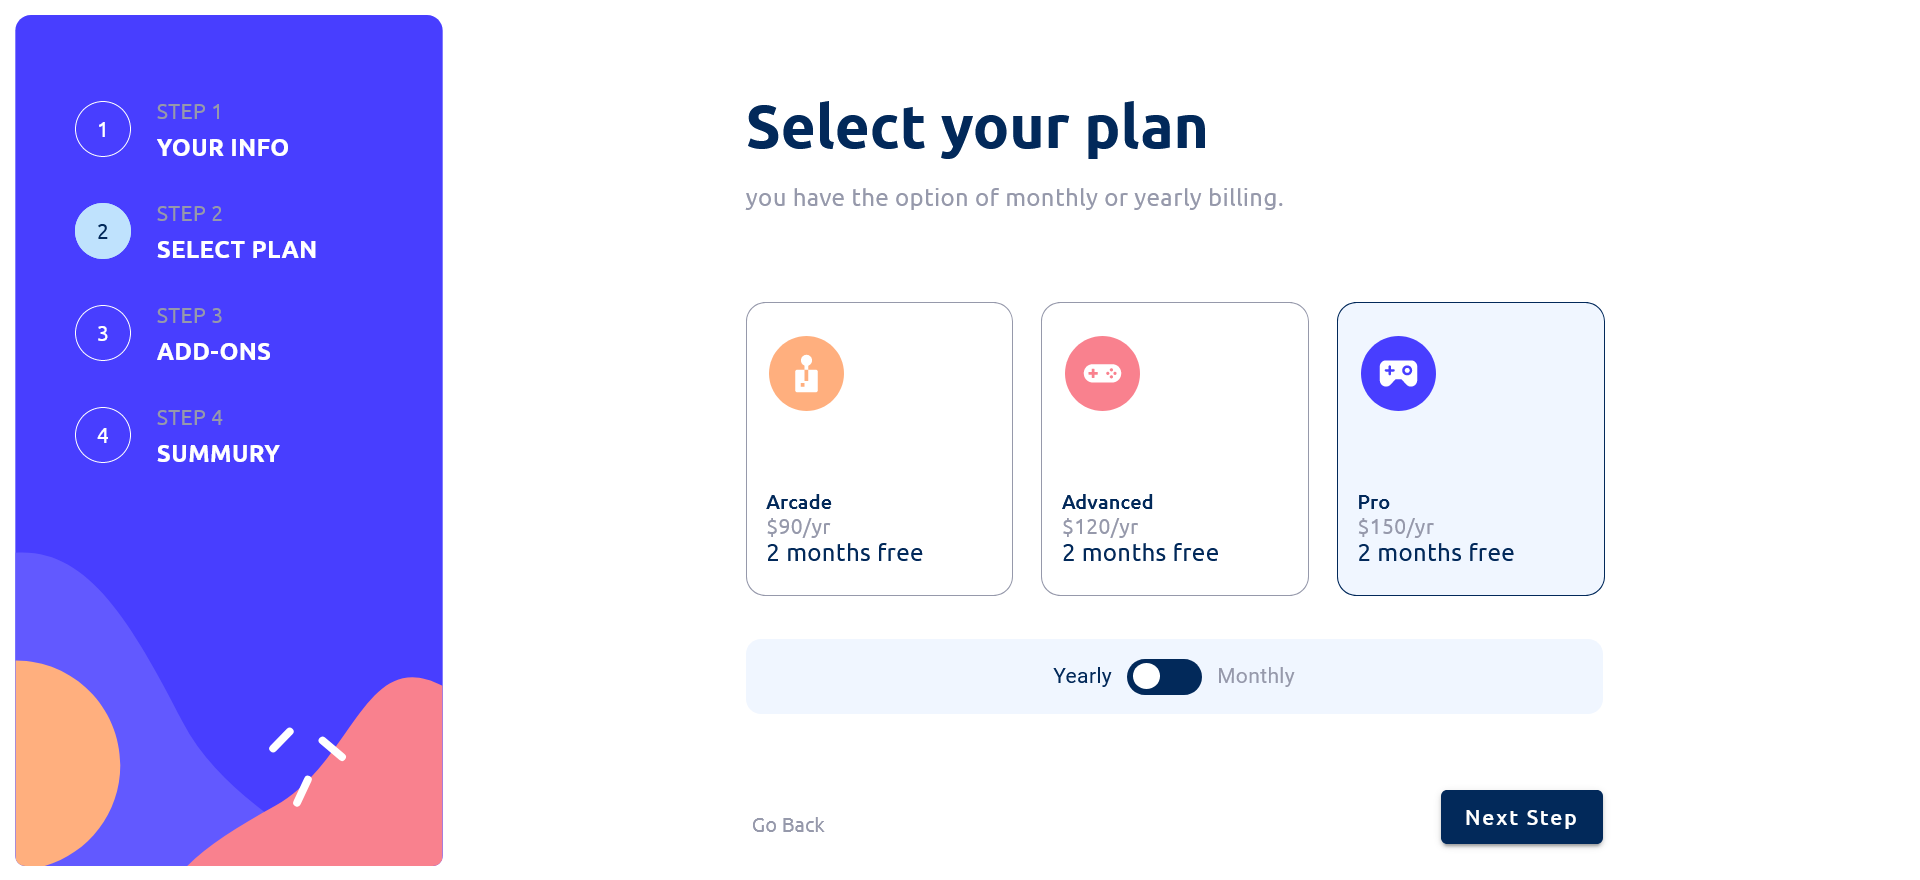 1
STEP 1
YOUR INFO
2
STEP 2
SELECT PLAN
3
STEP 3
ADD-ONS
4
STEP 4
SUMMURY
Select your plan
you have the option of monthly or yearly billing.
Arcade
$90/yr
2 months free
Advanced
$120/yr
2 months free
Pro
$150/yr
2 months free
Yearly
Monthly
Go Back
Next Step